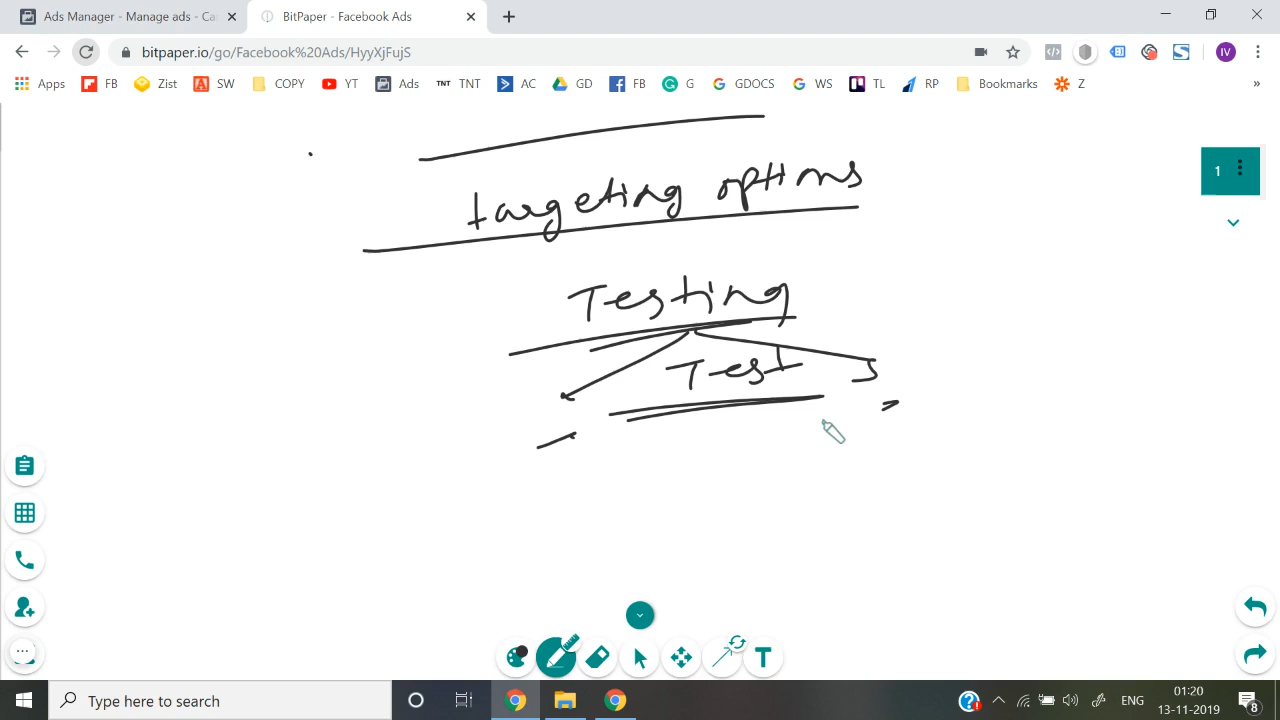 Ads Manager - Manage ads - Ca
BitPaper - Facebook Ads
bitpaper.io/go/Facebook%20Ads/HyyXjFujS
IV
Apps FB Zist SW COPY YT Ads TNT TNT AC GD FB G GDOCS WS TL RP Bookmarks Z »
1
targeting options
Testing
Test
T
Type here to search
ENG
01:20
13-11-2019
8